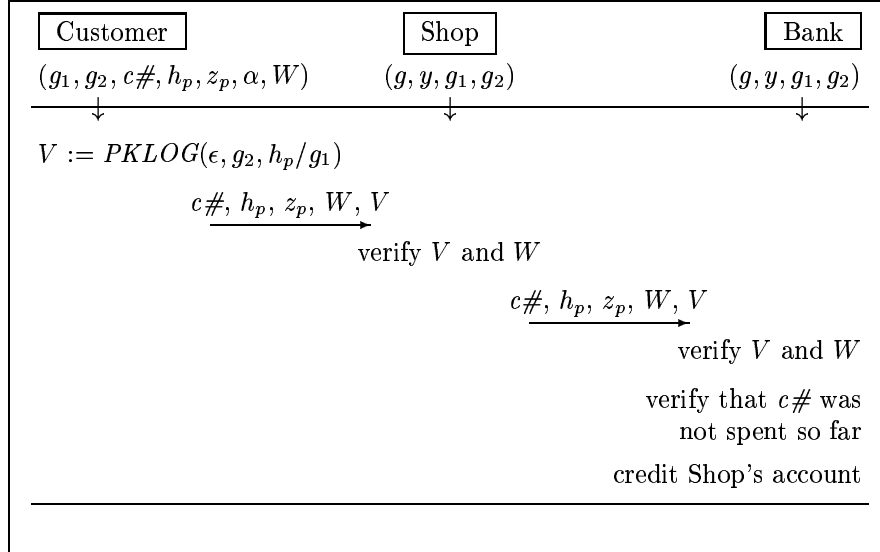 Customer Shop Bank
(g₁, g₂, c#, hₚ, zₚ, α, W) (g, y, g₁, g₂) (g, y, g₁, g₂)
V := PKLOG(ϵ, g₂, hₚ/g₁)
c#, hₚ, zₚ, W, V
verify V and W
c#, hₚ, zₚ, W, V
verify V and W
verify that c# was
not spent so far
credit Shop's account